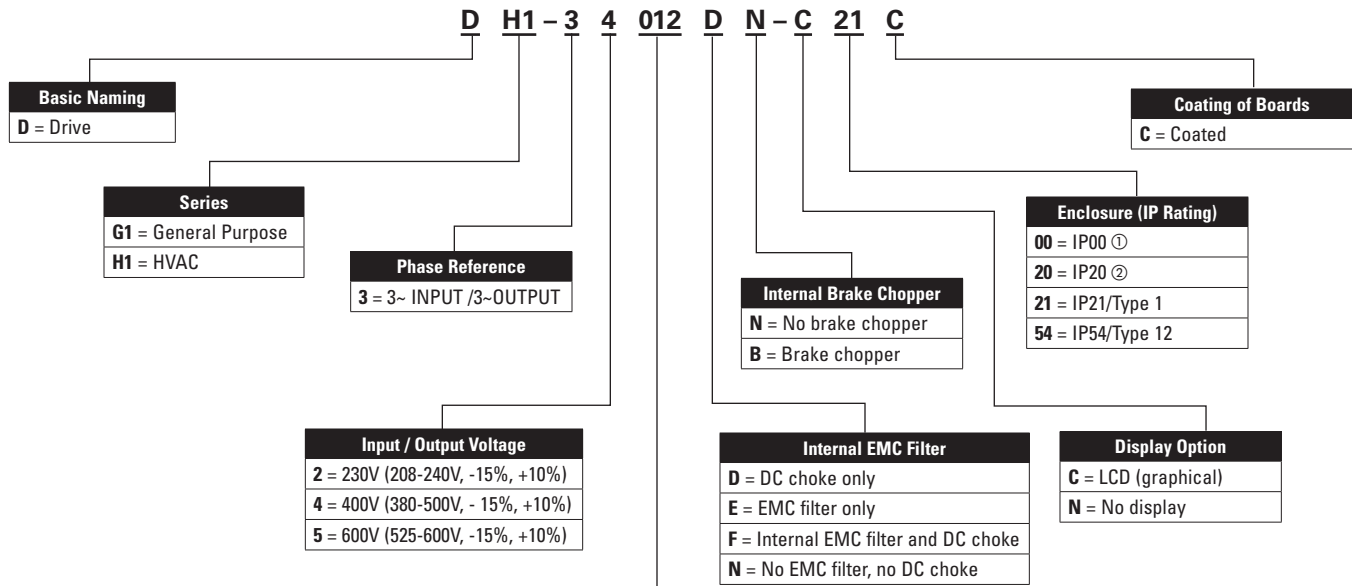 D H1 – 3 4 012 D N – C 21 C
Basic Naming
D = Drive
Series
G1 = General Purpose
H1 = HVAC
Phase Reference
3 = 3~ INPUT /3~OUTPUT
Input / Output Voltage
2 = 230V (208-240V, -15%, +10%)
4 = 400V (380-500V, - 15%, +10%)
5 = 600V (525-600V, -15%, +10%)
Internal Brake Chopper
N = No brake chopper
B = Brake chopper
Internal EMC Filter
D = DC choke only
E = EMC filter only
F = Internal EMC filter and DC choke
N = No EMC filter, no DC choke
Coating of Boards
C = Coated
Enclosure (IP Rating)
00 = IP00 ①
20 = IP20 ②
21 = IP21/Type 1
54 = IP54/Type 12
Display Option
C = LCD (graphical)
N = No display